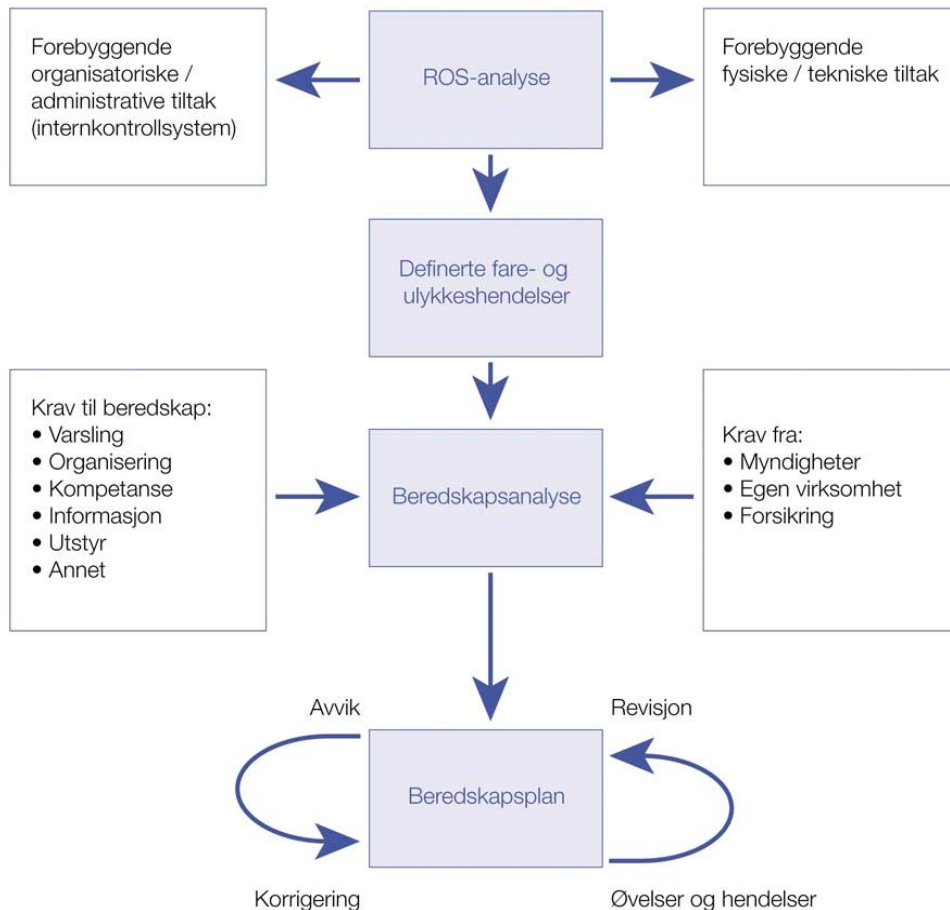 Forebyggende
organisatoriske /
administrative tiltak
(internkontrollsystem)
ROS-analyse
Forebyggende
fysiske / tekniske tiltak
Definerte fare- og
ulykkeshendelser
Krav til beredskap:
• Varsling
• Organisering
• Kompetanse
• Informasjon
• Utstyr
• Annet
Beredskapsanalyse
Krav fra:
• Myndigheter
• Egen virksomhet
• Forsikring
Avvik
Revisjon
Beredskapsplan
Korrigering
Øvelser og hendelser